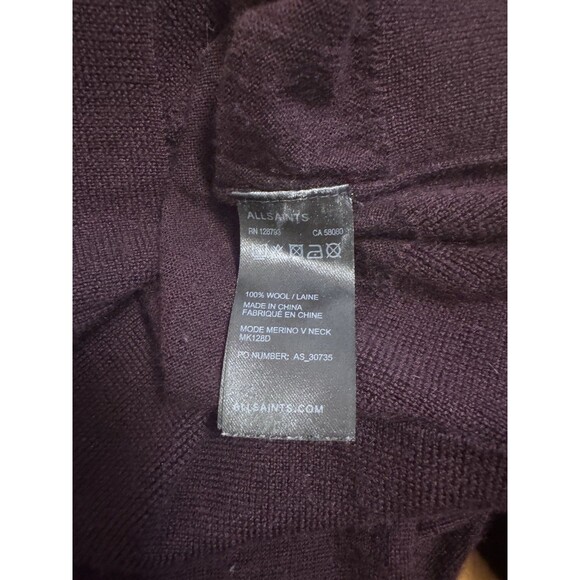 ALLSAINTS
RN 128793 CA 58080
100% WOOL / LAINE
MADE IN CHINA
FABRIQUÉ EN CHINE
MODE MERINO V NECK
MK128D
PO NUMBER: AS_30735
ALLSAINTS.COM